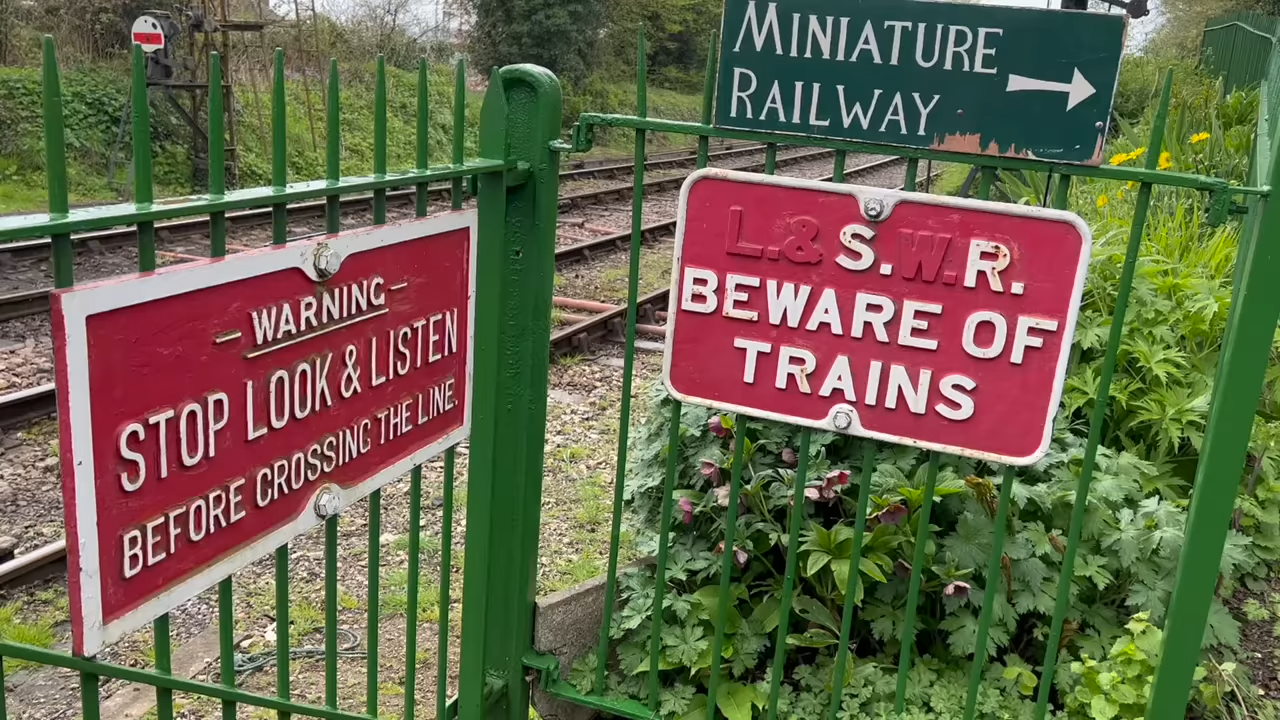 MINIATURE
RAILWAY
L.& S.W.R.
BEWARE OF
TRAINS
-WARNING-
STOP LOOK & LISTEN
BEFORE CROSSING THE LINE.